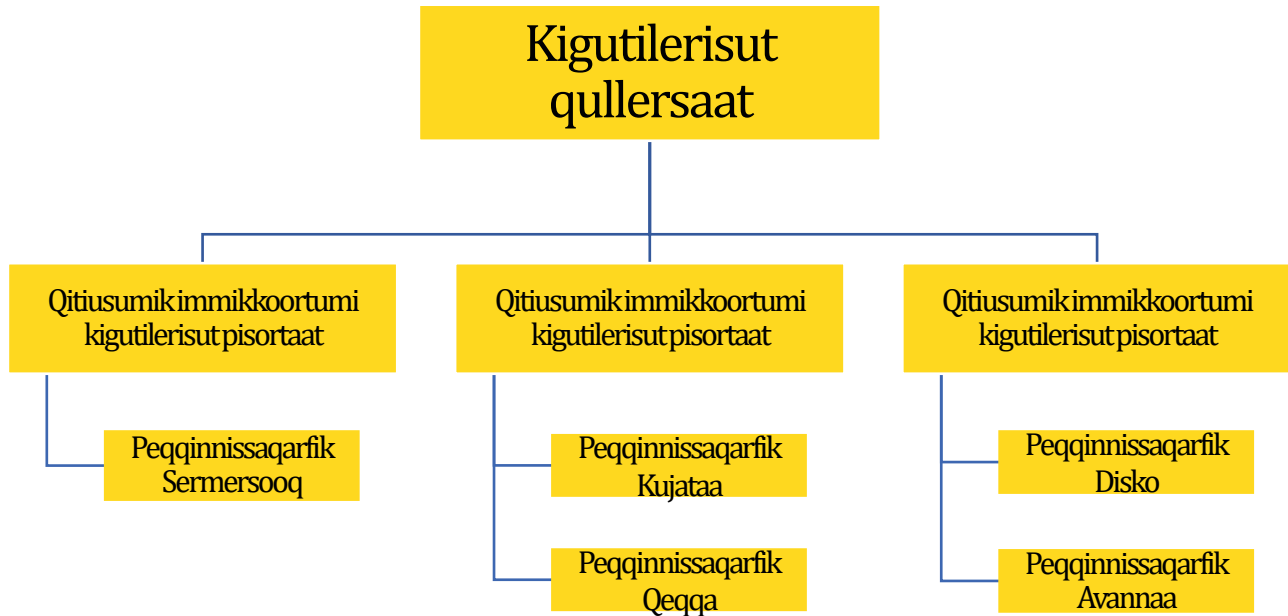 Kigutilerisut
qullersaat
Qitiusumik immikkoortumi
kigutilerisut pisortaat
Peqqinnissaqarfik
Sermersooq
Qitiusumik immikkoortumi
kigutilerisut pisortaat
Peqqinnissaqarfik
Kujataa
Peqqinnissaqarfik
Qeqqa
Qitiusumik immikkoortumi
kigutilerisut pisortaat
Peqqinnissaqarfik
Disko
Peqqinnissaqarfik
Avannaa